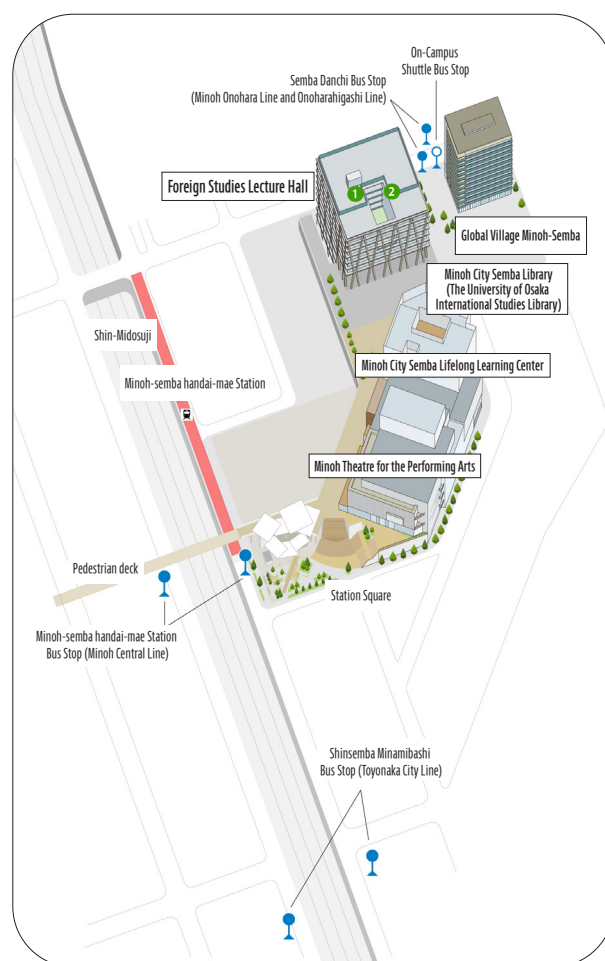 On-Campus
Shuttle Bus Stop
Semba Danchi Bus Stop
(Minoh Onohara Line and Onoharahigashi Line)
Foreign Studies Lecture Hall
1
2
Global Village Minoh-Semba
Minoh City Semba Library
(The University of Osaka
International Studies Library)
Shin-Midosuji
Minoh City Semba Lifelong Learning Center
Minoh-semba handai-mae Station
Minoh Theatre for the Performing Arts
Pedestrian deck
Station Square
Minoh-semba handai-mae Station
Bus Stop (Minoh Central Line)
Shinsemba Minamibashi
Bus Stop (Toyonaka City Line)